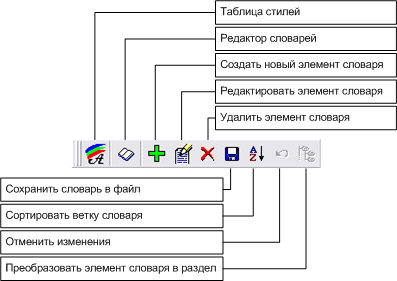 Таблица стилей
Редактор словарей
Создать новый элемент словаря
Редактировать элемент словаря
Удалить элемент словаря
Сохранить словарь в файл
Сортировать ветку словаря
Отменить изменения
Преобразовать элемент словаря в раздел